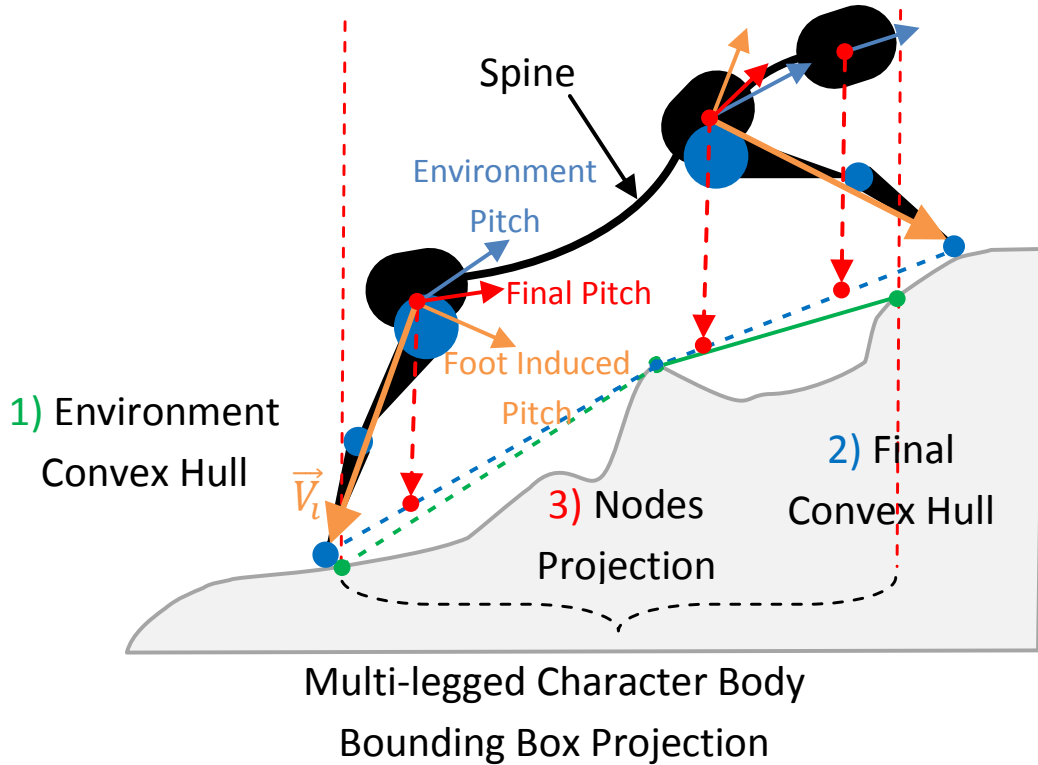 Spine
Environment
Pitch
Final Pitch
Foot Induced
Pitch
1) Environment
Convex Hull
V_i
2) Final
Convex Hull
3) Nodes
Projection
Multi-legged Character Body
Bounding Box Projection